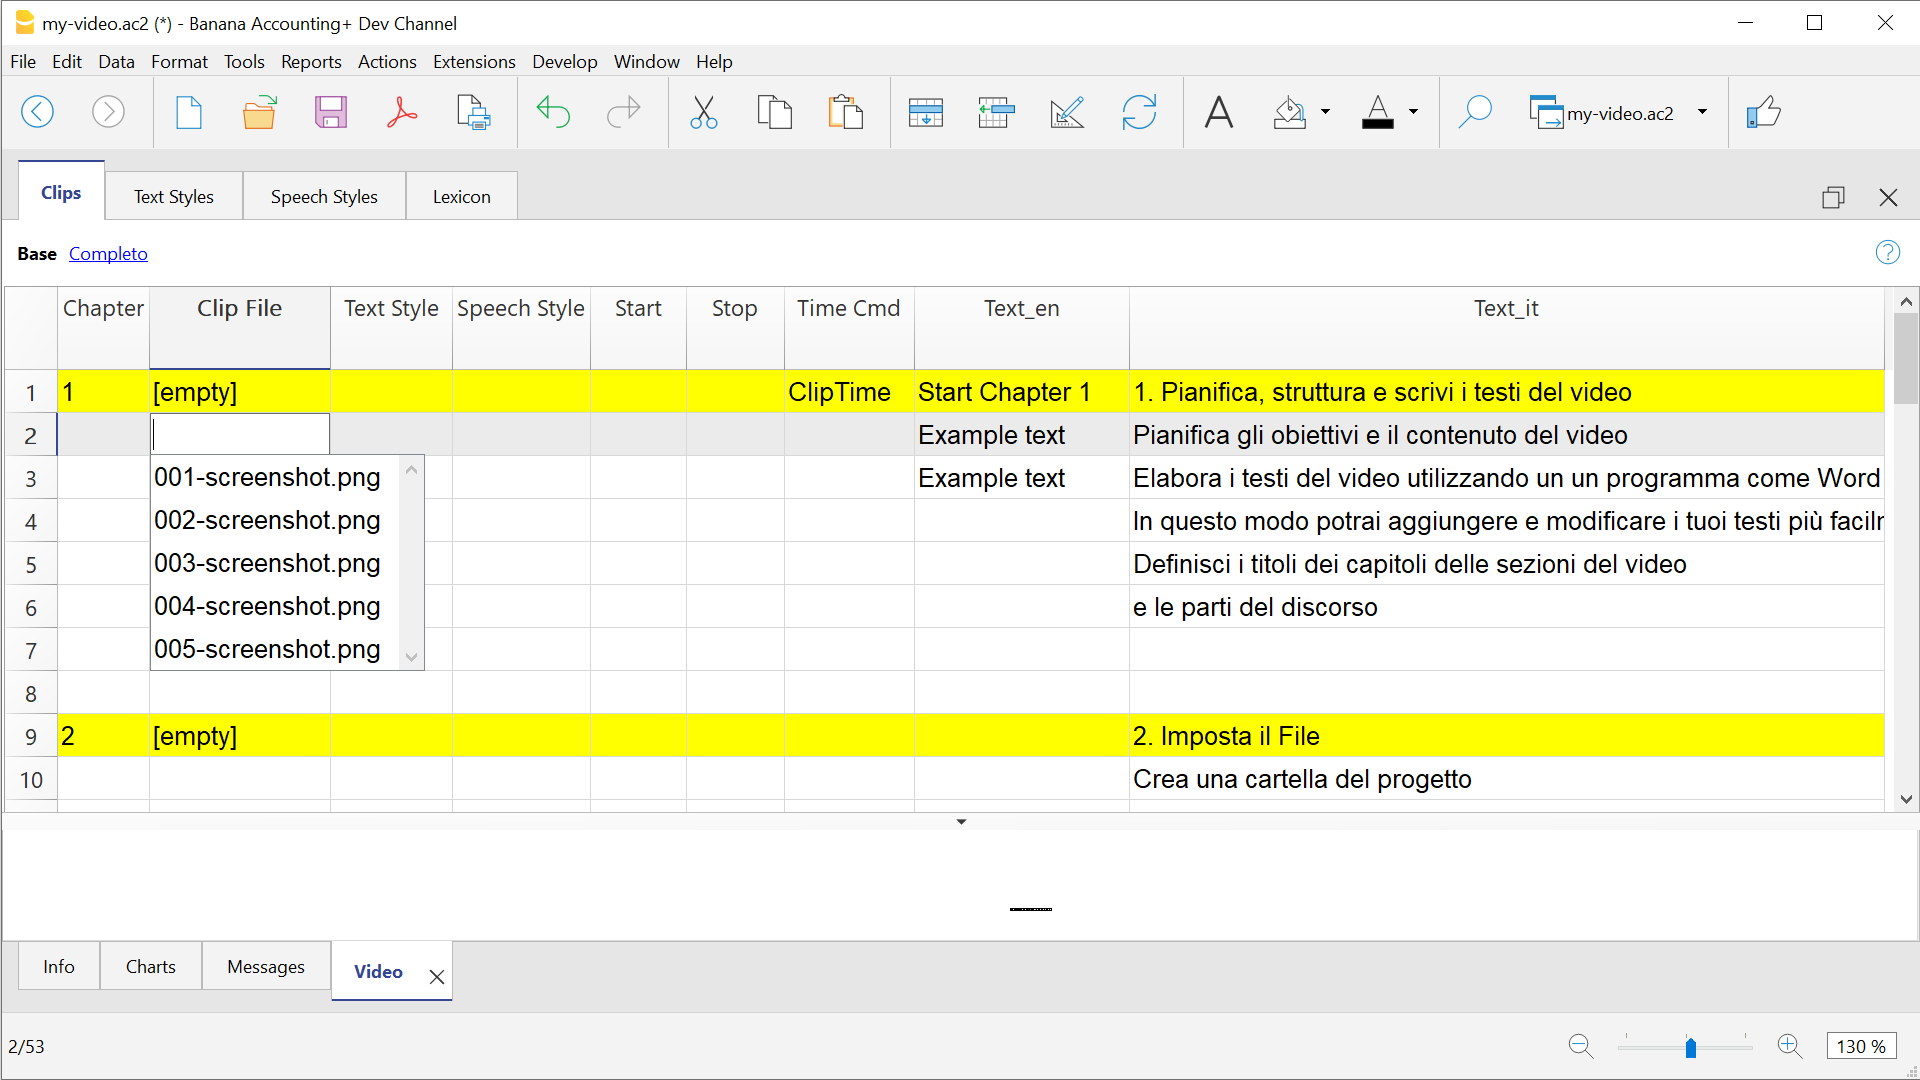 my-video.ac2 (*) - Banana Accounting+ Dev Channel
File Edit Data Format Tools Reports Actions Extensions Develop Window Help
my-video.ac2
Clips Text Styles Speech Styles Lexicon
Base Completo
Chapter Clip File Text Style Speech Style Start Stop Time Cmd Text_en Text_it
1 1 [empty] ClipTime Start Chapter 1 1. Pianifica, struttura e scrivi i testi del video
2 Example text Pianifica gli obiettivi e il contenuto del video
3 001-screenshot.png Example text Elabora i testi del video utilizzando un un programma come Word
4 002-screenshot.png In questo modo potrai aggiungere e modificare i tuoi testi più
5 003-screenshot.png Definisci i titoli dei capitoli delle sezioni del video
6 004-screenshot.png e le parti del discorso
7 005-screenshot.png
8
9 2 [empty] 2. Imposta il File
10 Crea una cartella del progetto
Info Charts Messages Video
2/53 130 %